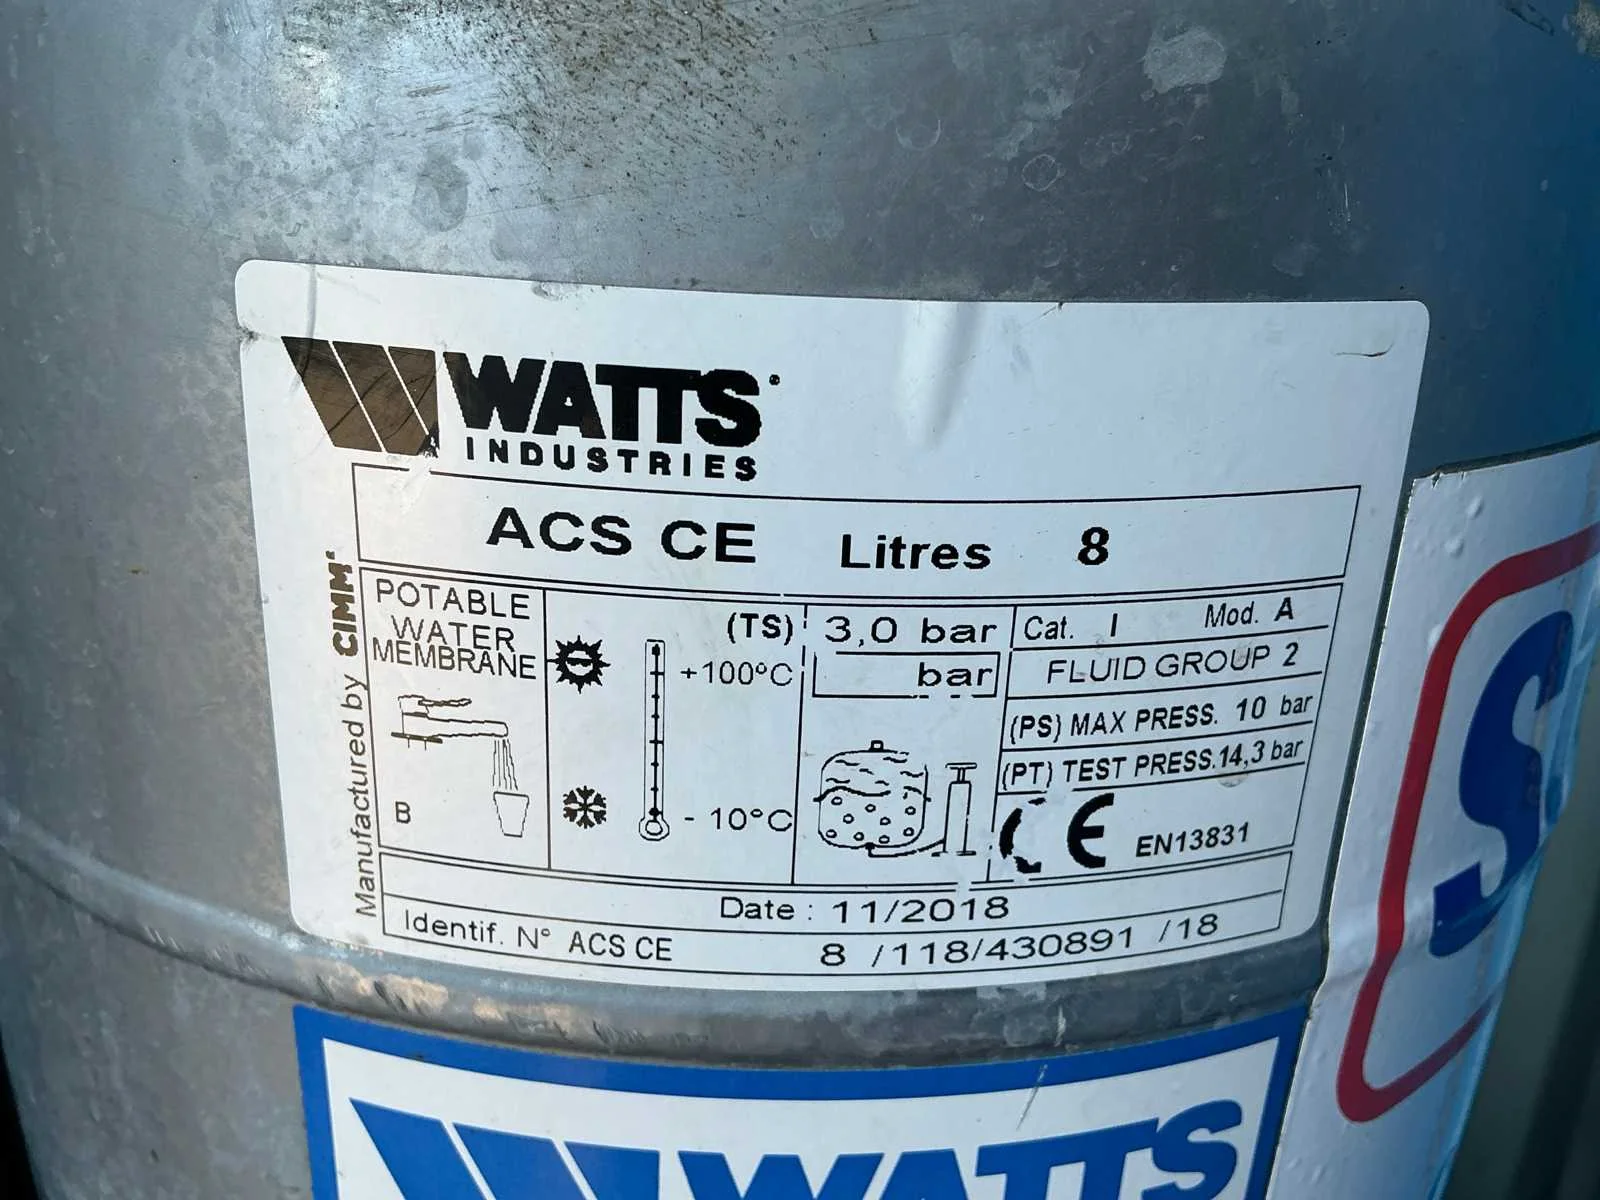 WATTS
INDUSTRIES
ACS CE Litres 8
POTABLE
WATER
MEMBRANE
B
(TS)
+100°C
- 10°C
3,0 bar
bar
Cat. I Mod. A
FLUID GROUP 2
(PS) MAX PRESS. 10 bar
(PT) TEST PRESS.14,3 bar
CE EN13831
Date : 11/2018
Identif. N° ACS CE 8 /118/430891 /18
Manufactured by CIMM
WATTS
S